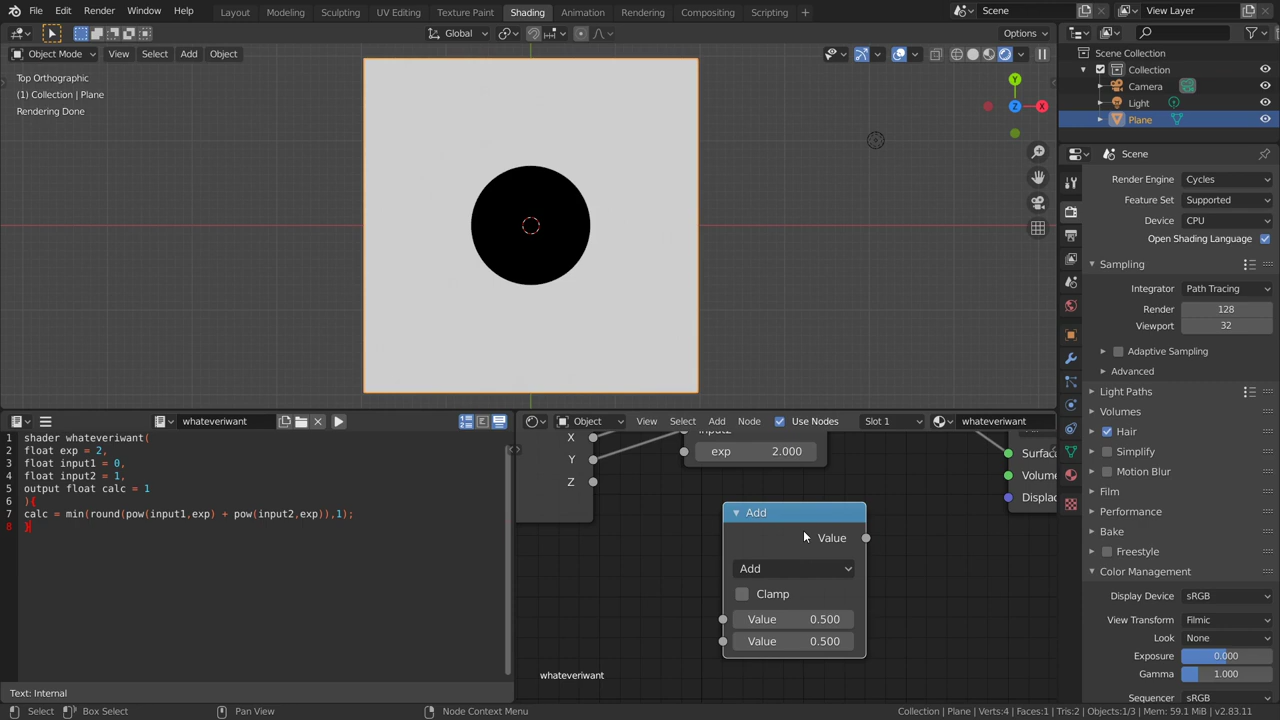 File Edit Render Window Help Layout Modeling Sculpting UV Editing Texture Paint Shading Animation Rendering Compositing Scripting + Scene View Layer
Global Options
Object Mode View Select Add Object
Top Orthographic
(1) Collection | Plane
Rendering Done
Y
Z
X
Scene Collection
Collection
Camera
Light
Plane
Scene
Render Engine Cycles
Feature Set Supported
Device CPU
Open Shading Language
Sampling
Integrator Path Tracing
Render 128
Viewport 32
Adaptive Sampling
Advanced
Light Paths
Volumes
Hair
Simplify
Motion Blur
Film
Performance
Bake
Freestyle
Color Management
Display Device sRGB
View Transform Filmic
Look None
Exposure 0.000
Gamma 1.000
Sequencer sRGB
whateveriwant
1 shader whateveriwant(
2 float exp = 2,
3 float input1 = 0,
4 float input2 = 1,
5 output float calc = 1
6 ){
7 calc = min(round(pow(input1,exp) + pow(input2,exp)),1);
8 }
Text: Internal
Object View Select Add Node Use Nodes Slot 1 whateveriwant
X
Y
Z
input2
exp 2.000
Surfac
Volume
Displac
Add
Value
Add
Clamp
Value 0.500
Value 0.500
whateveriwant
Select Box Select Pan View Node Context Menu Collection | Plane | Verts:4 | Faces:1 | Tris:2 | Objects:1/3 | Mem: 59.1 MiB | v2.83.11